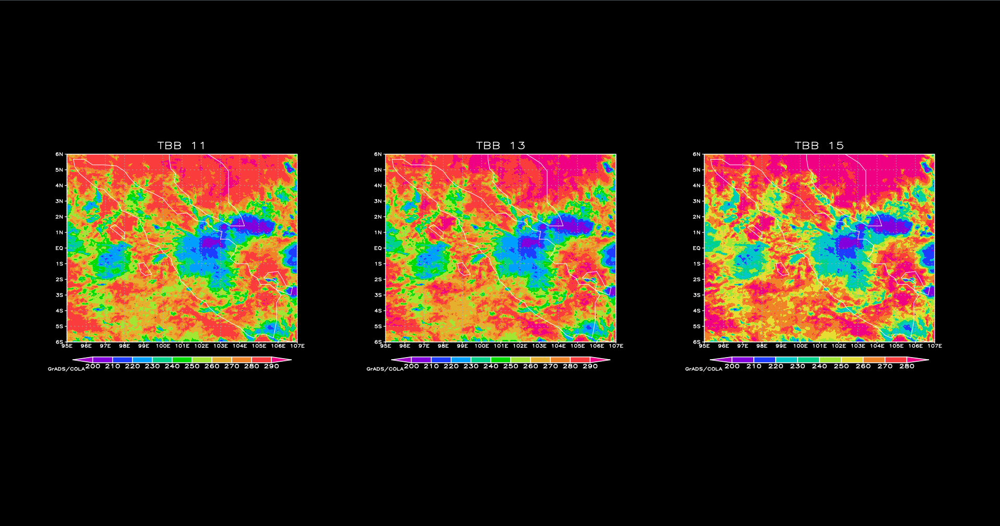 TBB 11
6N
5N
4N
3N
2N
1N
EQ
1S
2S
3S
4S
5S
6S
95E 96E 97E 98E 99E 100E 101E 102E 103E 104E 105E 106E 107E
200 210 220 230 240 250 260 270 280 290
GrADS/COLA
TBB 13
6N
5N
4N
3N
2N
1N
EQ
1S
2S
3S
4S
5S
6S
95E 96E 97E 98E 99E 100E 101E 102E 103E 104E 105E 106E 107E
200 210 220 230 240 250 260 270 280 290
GrADS/COLA
TBB 15
6N
5N
4N
3N
2N
1N
EQ
1S
2S
3S
4S
5S
6S
95E 96E 97E 98E 99E 100E 101E 102E 103E 104E 105E 106E 107E
200 210 220 230 240 250 260 270 280
GrADS/COLA